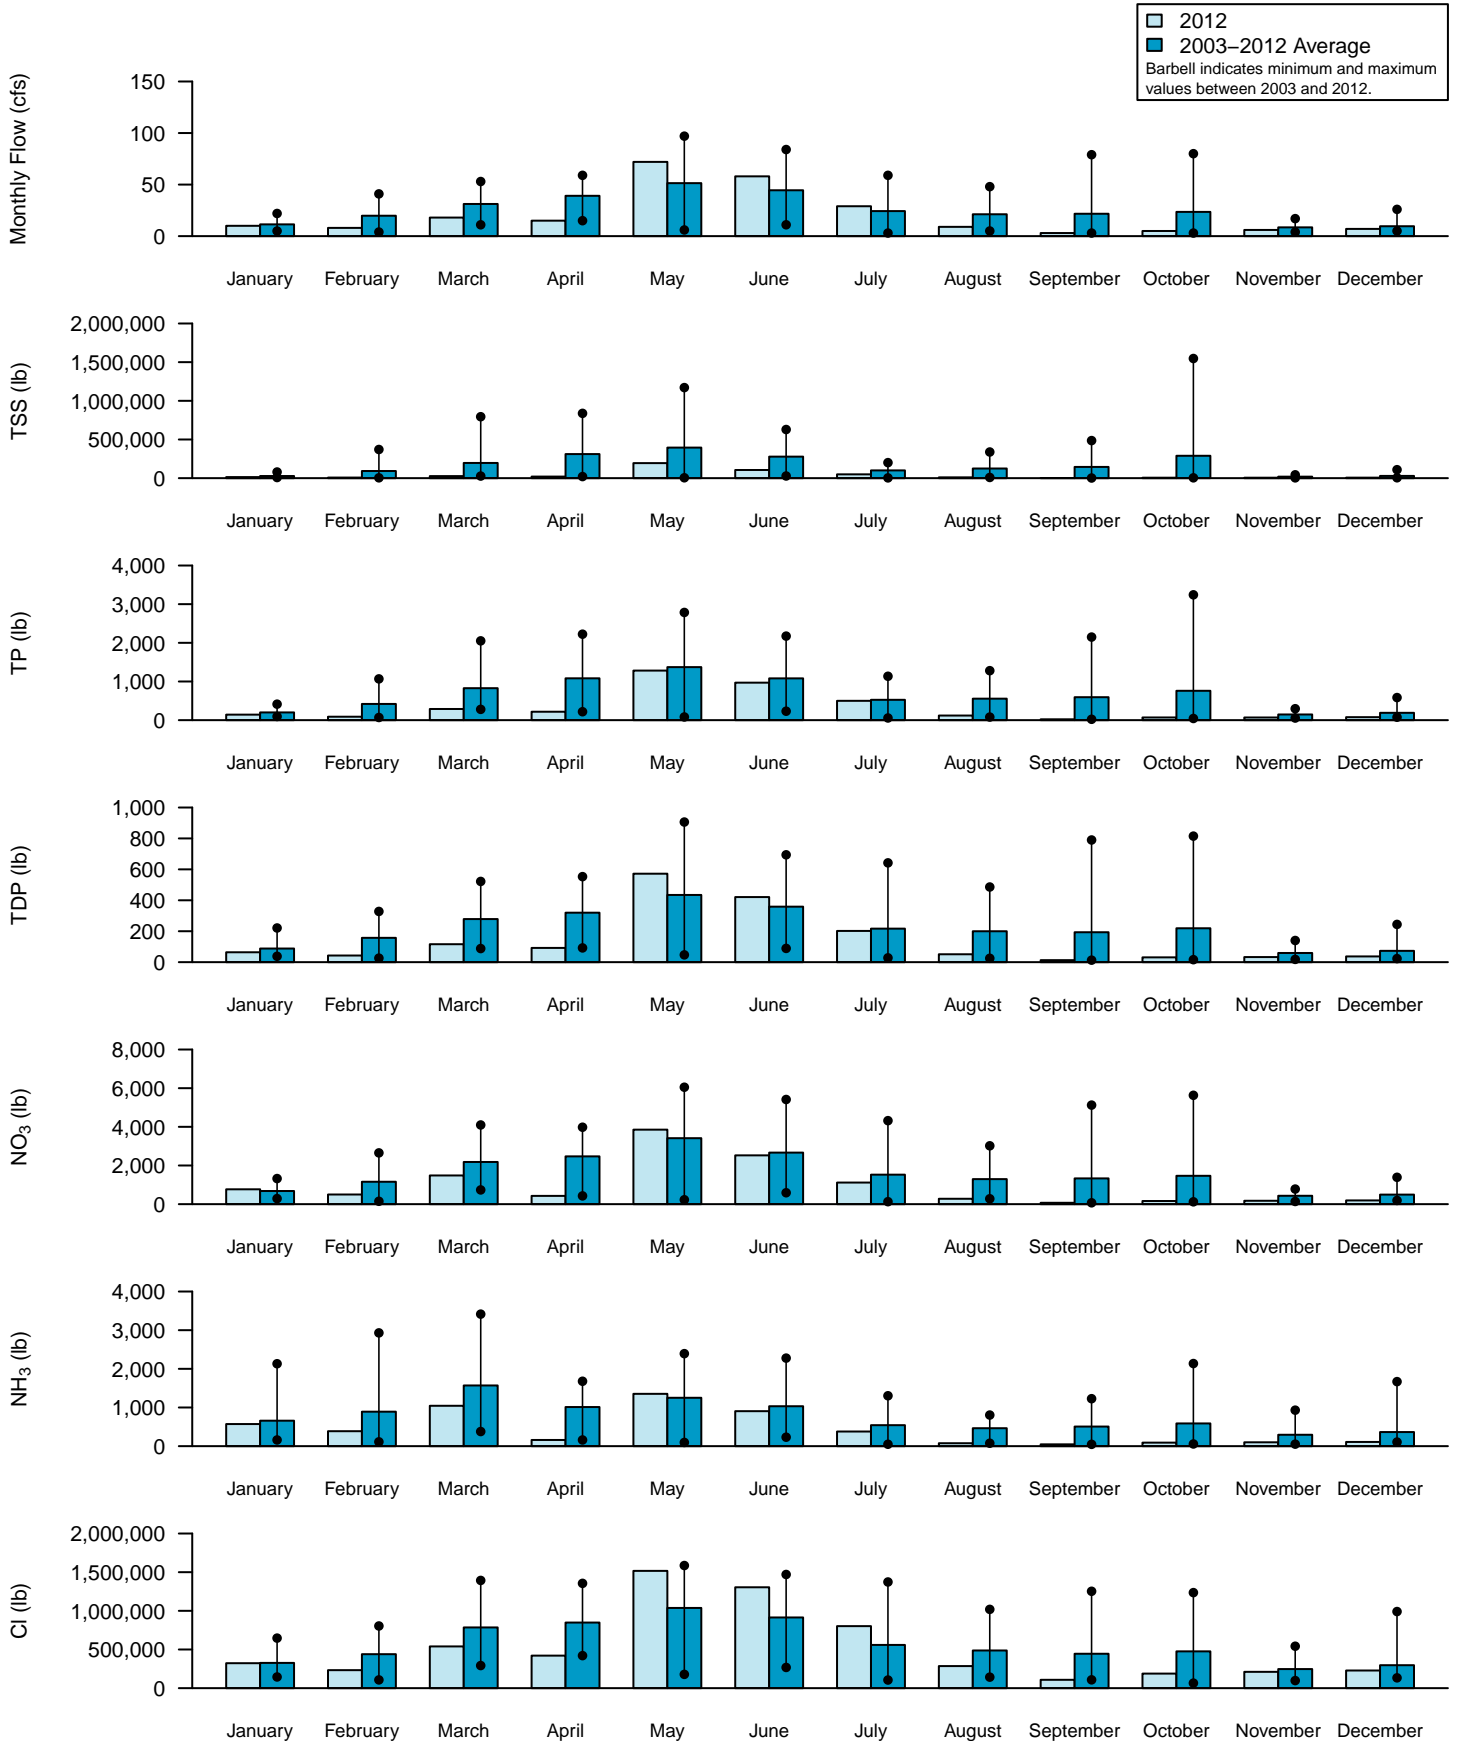 2012
2003–2012 Average
Barbell indicates minimum and maximum
values between 2003 and 2012.
Monthly Flow (cfs)
150
100
50
0
January February March April May June July August September October November December
TSS (lb)
2,000,000
1,500,000
1,000,000
500,000
0
January February March April May June July August September October November December
TP (lb)
4,000
3,000
2,000
1,000
0
January February March April May June July August September October November December
TDP (lb)
1,000
800
600
400
200
0
January February March April May June July August September October November December
NO3 (lb)
8,000
6,000
4,000
2,000
0
January February March April May June July August September October November December
NH3 (lb)
4,000
3,000
2,000
1,000
0
January February March April May June July August September October November December
Cl (lb)
2,000,000
1,500,000
1,000,000
500,000
0
January February March April May June July August September October November December